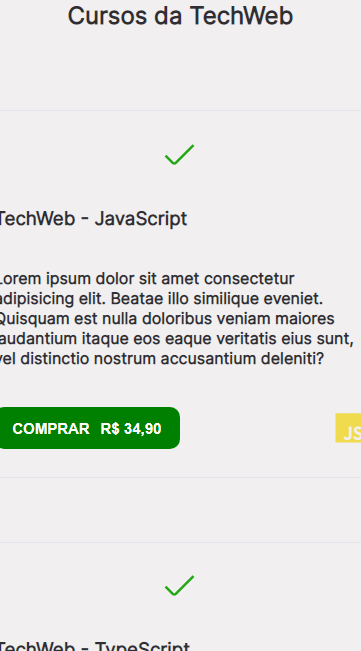 Cursos da TechWeb
TechWeb - JavaScript
Lorem ipsum dolor sit amet consectetur
adipisicing elit. Beatae illo similique eveniet.
Quisquam est nulla doloribus veniam maiores
laudantium itaque eos eaque veritatis eius sunt,
vel distinctio nostrum accusantium deleniti?
COMPRAR R$ 34,90
JS
TechWeb - TypeScript